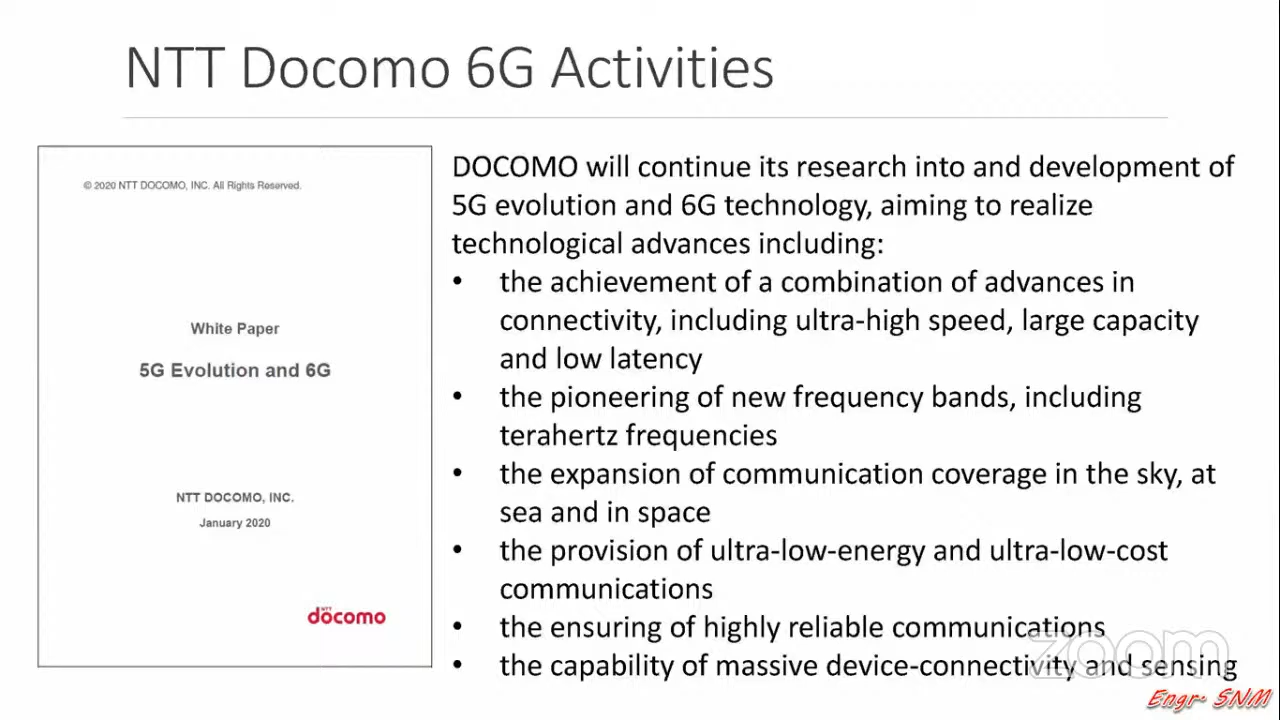 NTT Docomo 6G Activities
© 2020 NTT DOCOMO, INC. All Rights Reserved.
White Paper
5G Evolution and 6G
NTT DOCOMO, INC.
January 2020
NTT
döcomo
DOCOMO will continue its research into and development of
5G evolution and 6G technology, aiming to realize
technological advances including:
• the achievement of a combination of advances in
connectivity, including ultra-high speed, large capacity
and low latency
• the pioneering of new frequency bands, including
terahertz frequencies
• the expansion of communication coverage in the sky, at
sea and in space
• the provision of ultra-low-energy and ultra-low-cost
communications
• the ensuring of highly reliable communications
• the capability of massive device-connectivity and sensing
zoom
Engr. SNM